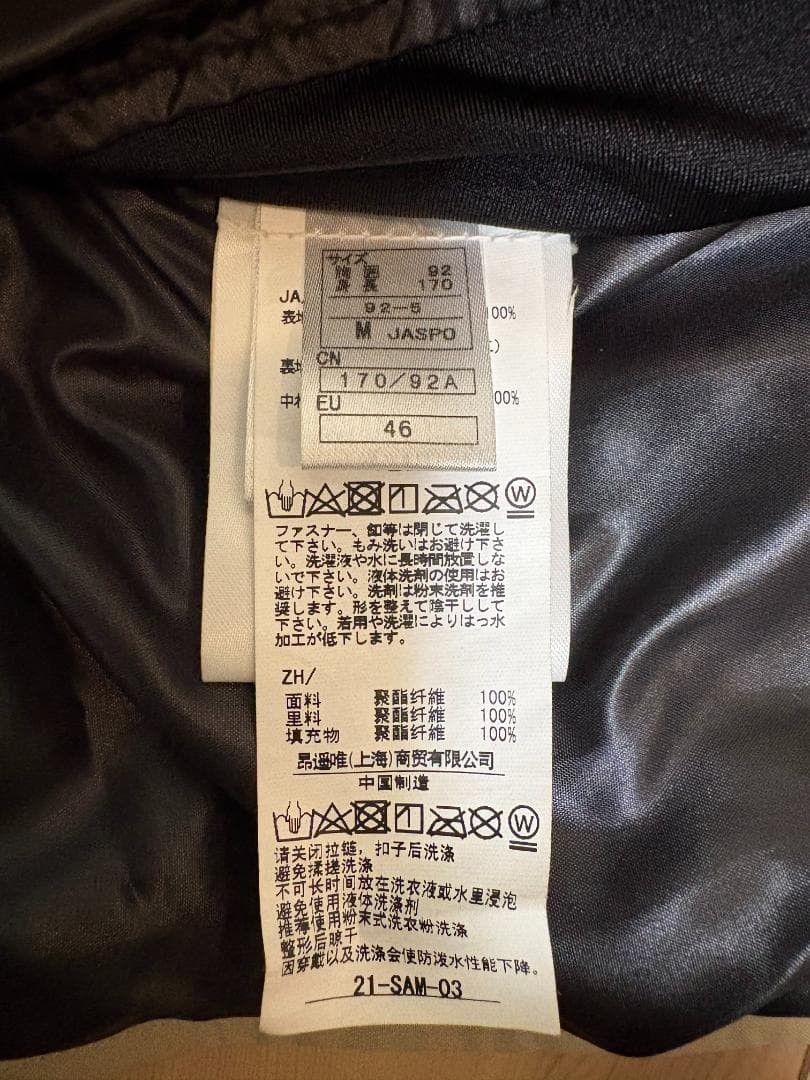 サイズ
胸囲 92
身長 170
92-5
M JASPO
CN
170/92A
EU
46
JA/
表地 100%
裏地
中わ 100%
ファスナー、釦等は閉じて洗濯し
て下さい。もみ洗いはお避け下さ
い。洗濯液や水に長時間放置しな
いで下さい。液体洗剤の使用はお
避け下さい。洗剤は粉末洗剤を推
奨します。形を整えて陰干しして
下さい。着用や洗濯によりはっ水
加工が低下します。
ZH/
面料 聚酯纤维 100%
里料 聚酯纤维 100%
填充物 聚酯纤维 100%
昂遥唯(上海)商贸有限公司
中国制造
请关闭拉链，扣子后洗涤
避免揉搓洗涤
不可长时间放在洗衣液或水里浸泡
避免使用液体洗涤剂
推荐使用粉末式洗衣粉洗涤
整形后晾干
因穿戴以及洗涤会使防泼水性能下降。
21-SAM-03